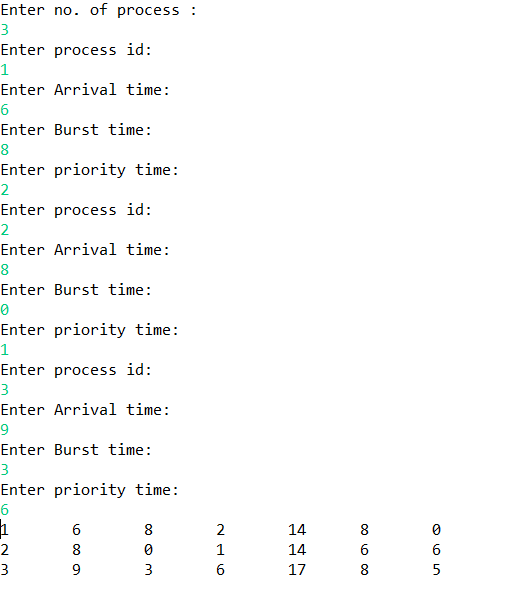 Enter no. of process :
3
Enter process id:
1
Enter Arrival time:
6
Enter Burst time:
8
Enter priority time:
2
Enter process id:
2
Enter Arrival time:
8
Enter Burst time:
0
Enter priority time:
1
Enter process id:
3
Enter Arrival time:
9
Enter Burst time:
3
Enter priority time:
6
1 6 8 2 14 8 0
2 8 0 1 14 6 6
3 9 3 6 17 8 5